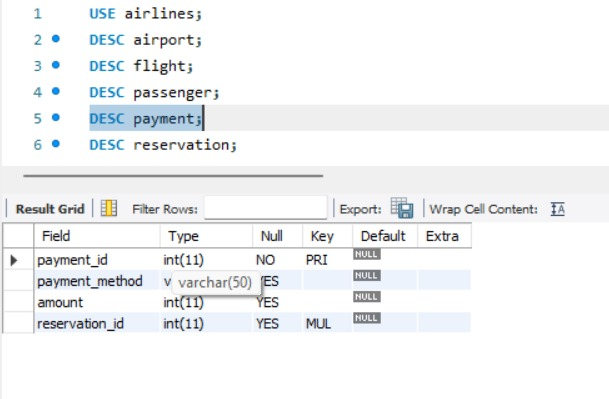 1 USE airlines;
2 DESC airport;
3 DESC flight;
4 DESC passenger;
5 DESC payment;
6 DESC reservation;
Result Grid Filter Rows: Export: Wrap Cell Content: IA
Field Type Null Key Default Extra
payment_id int(11) NO PRI NULL
payment_method v varchar(50) YES NULL
amount int(11) YES NULL
reservation_id int(11) YES MUL NULL